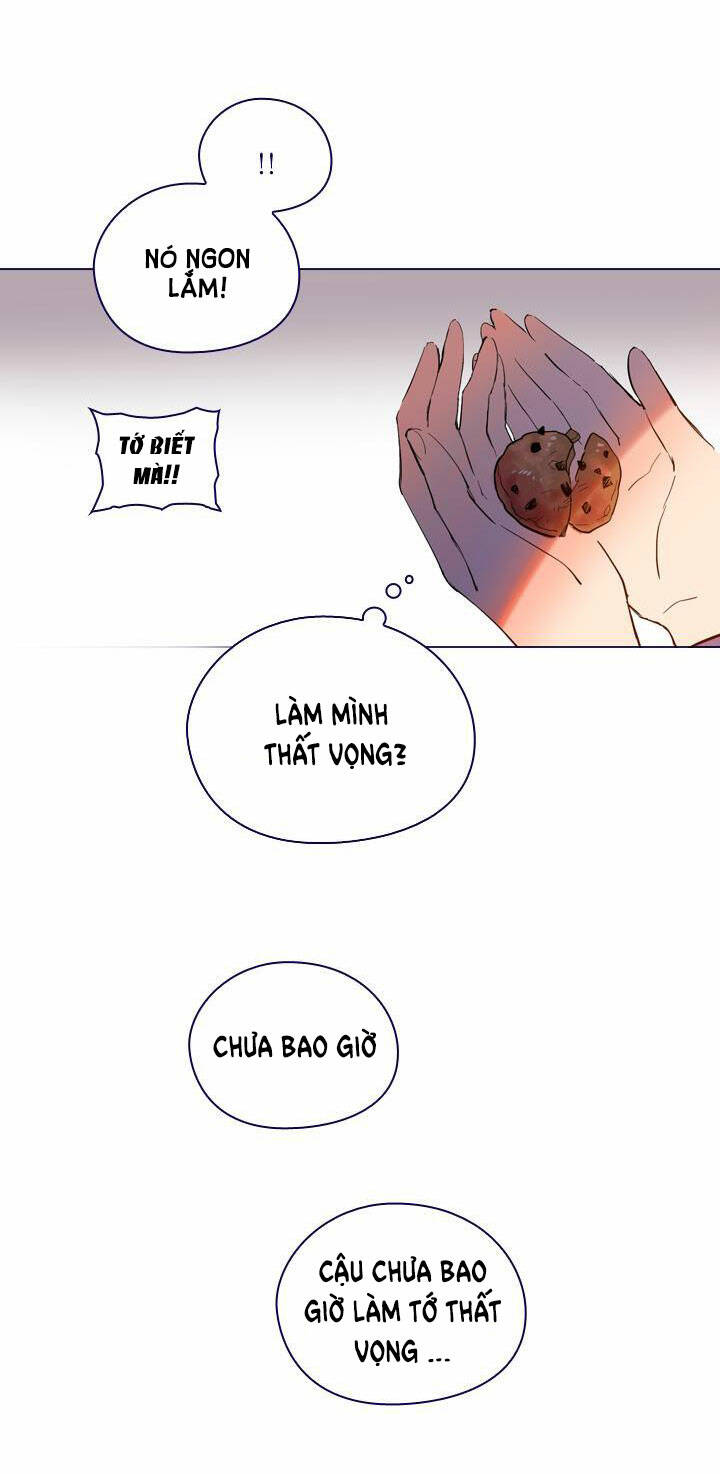 !!
NÓ NGON
LẮM!
TỚ BIẾT
MÀ!!
LÀM MÌNH
THẤT VỌNG?
CHƯA BAO GIỜ
CẬU CHƯA BAO
GIỜ LÀM TỚ THẤT
VỌNG ...